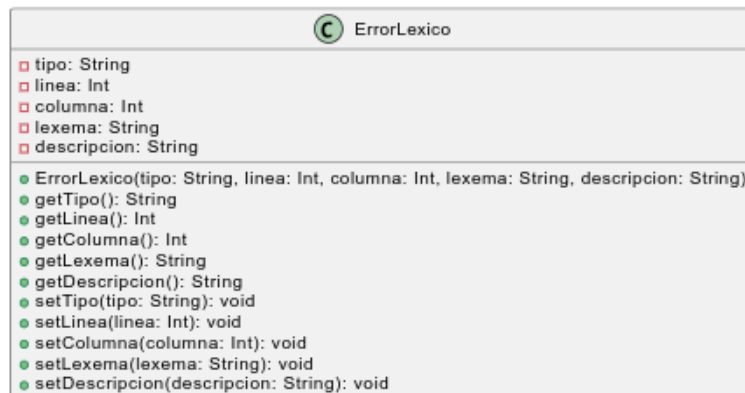 C ErrorLexico
tipo: String
linea: Int
columna: Int
lexema: String
descripcion: String
ErrorLexico(tipo: String, linea: Int, columna: Int, lexema: String, descripcion: String)
getTipo(): String
getLinea(): Int
getColumna(): Int
getLexema(): String
getDescripcion(): String
setTipo(tipo: String): void
setLinea(linea: Int): void
setColumna(columna: Int): void
setLexema(lexema: String): void
setDescripcion(descripcion: String): void